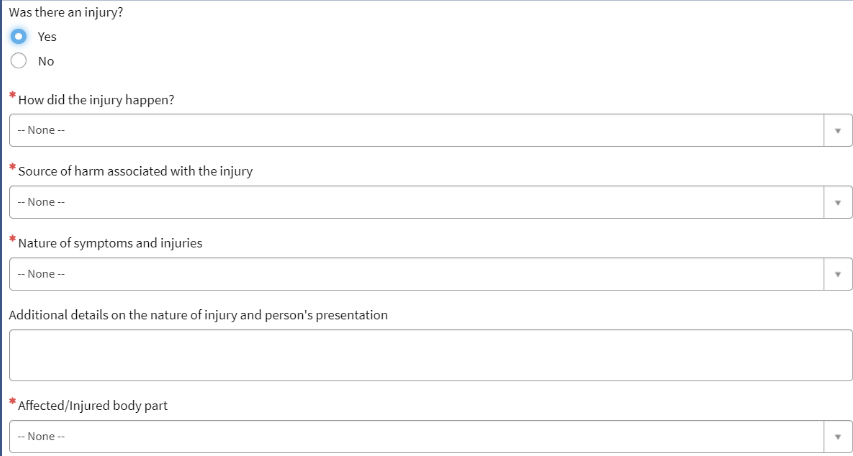 Was there an injury?
Yes
No
* How did the injury happen?
-- None --
* Source of harm associated with the injury
-- None --
* Nature of symptoms and injuries
-- None --
Additional details on the nature of injury and person's presentation
* Affected/Injured body part
-- None --